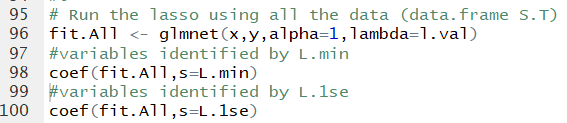 95 # Run the lasso using all the data (data.frame S.T)
96 fit.All <- glmnet(x,y,alpha=1,lambda=l.val)
97 #variables identified by L.min
98 coef(fit.All,s=L.min)
99 #variables identified by L.1se
100 coef(fit.All,s=L.1se)